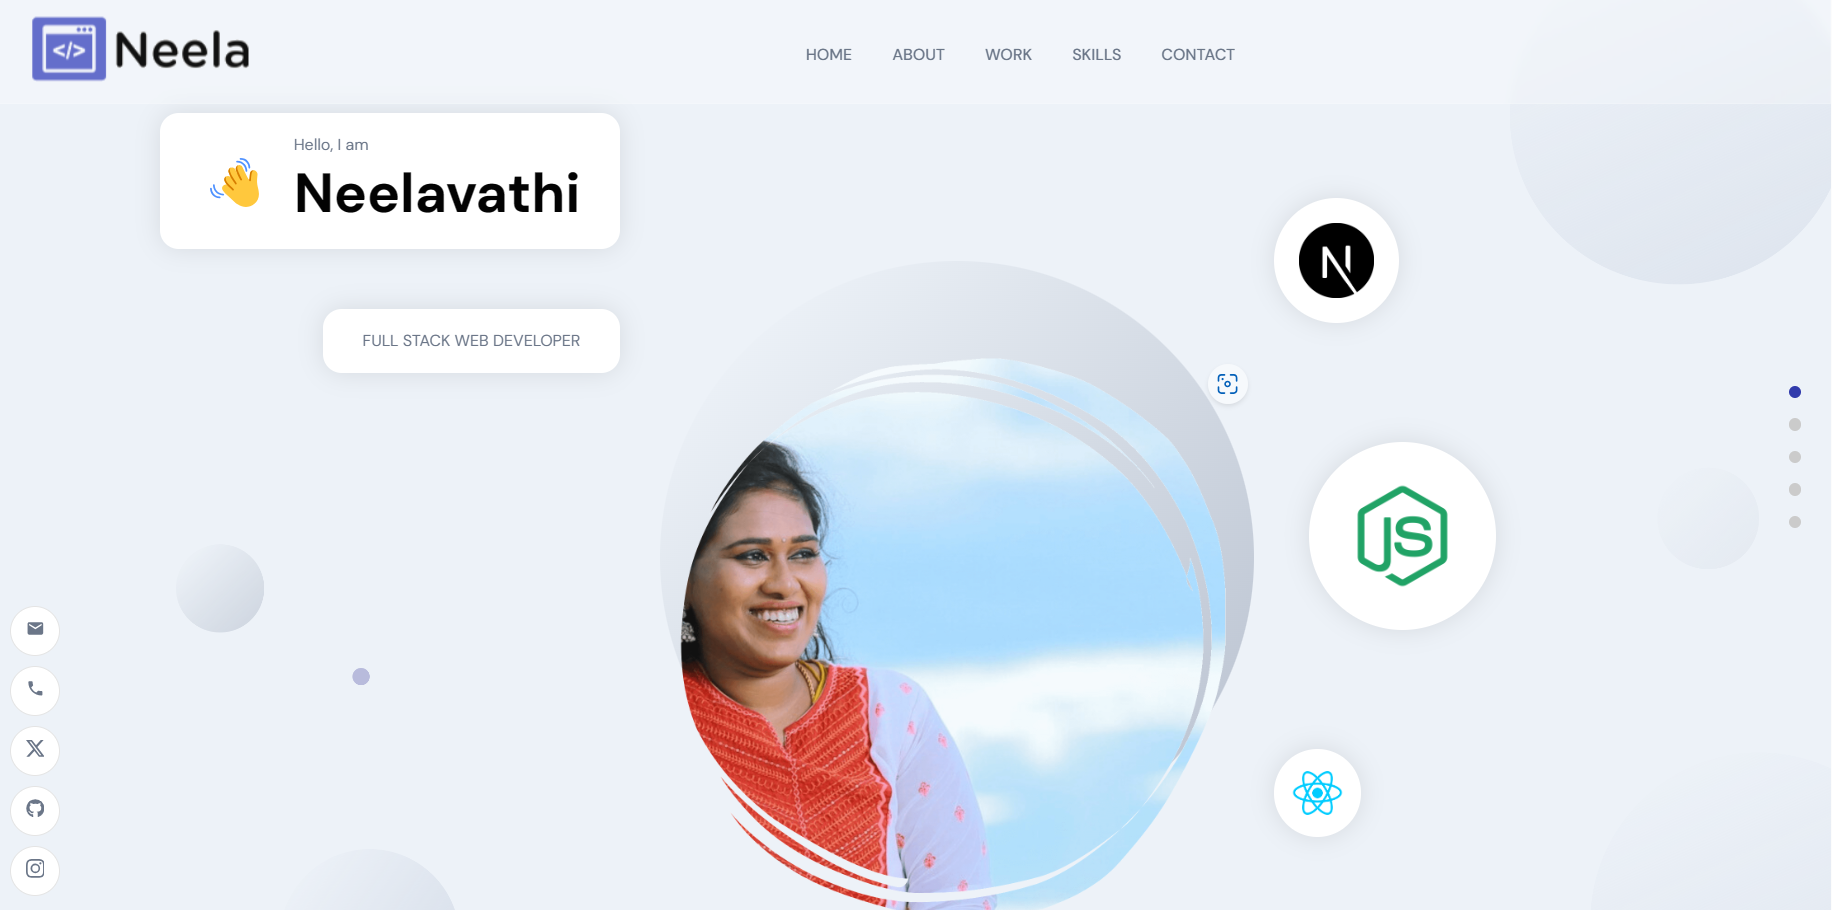 </> Neela
HOME ABOUT WORK SKILLS CONTACT
Hello, I am
Neelavathi
FULL STACK WEB DEVELOPER
N
JS